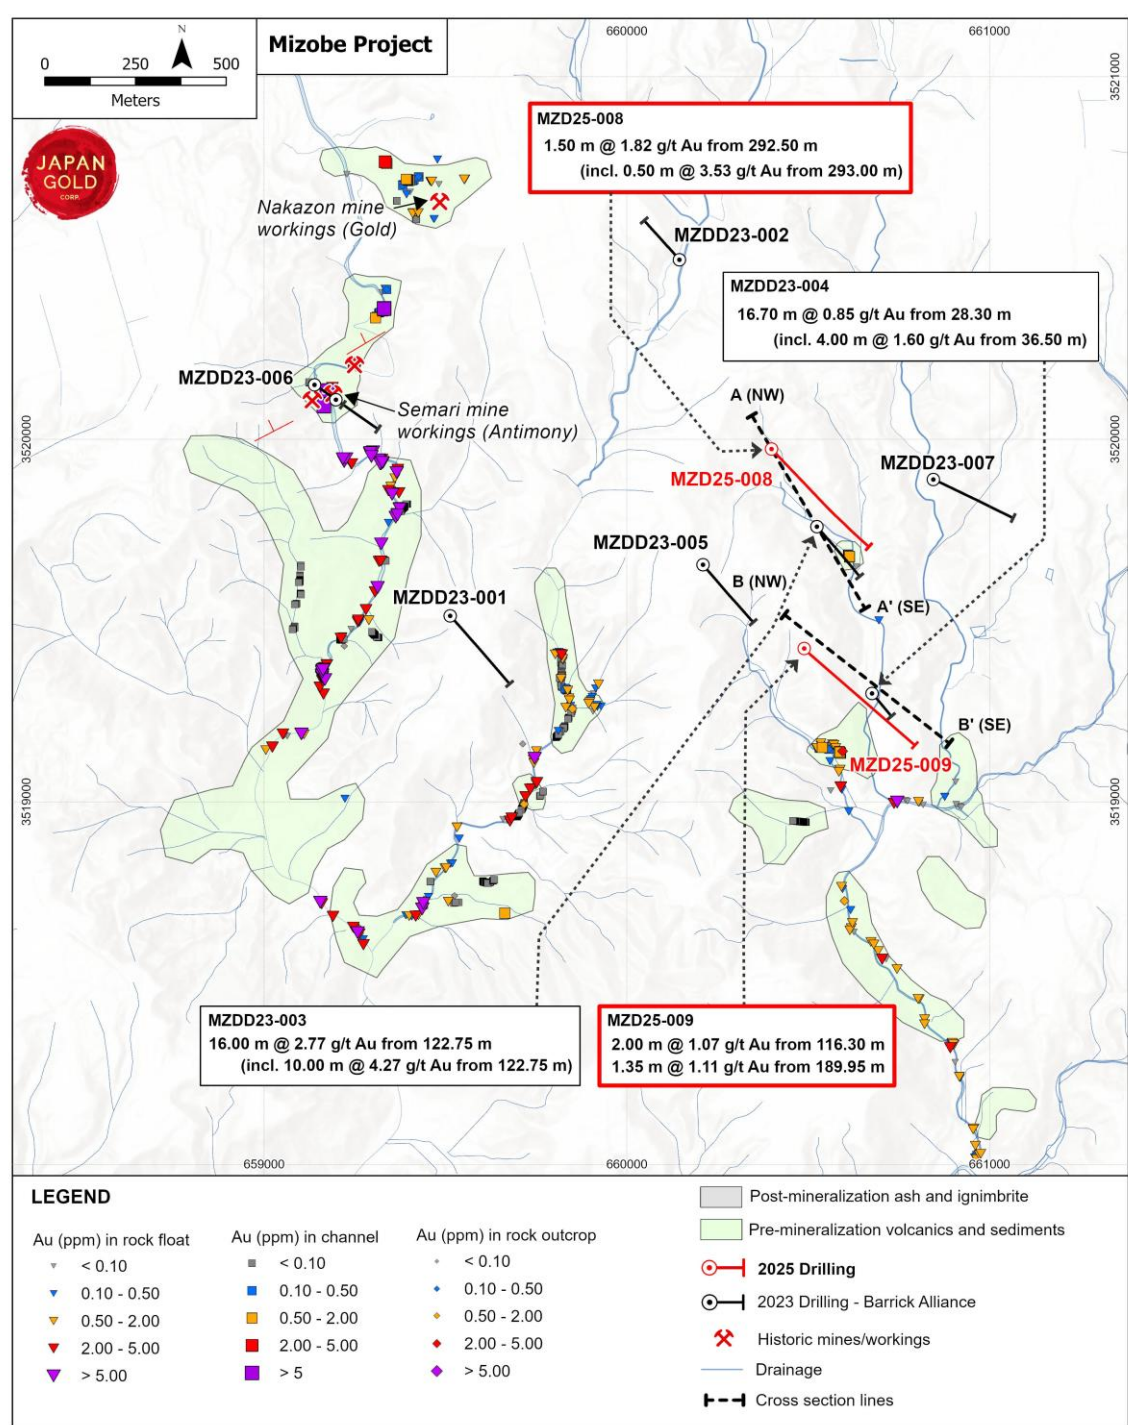 Mizobe Project
0 250 500
Meters
N
660000
661000
3521000
JAPAN
GOLD
CORP.
MZD25-008
1.50 m @ 1.82 g/t Au from 292.50 m
(incl. 0.50 m @ 3.53 g/t Au from 293.00 m)
Nakazon mine
workings (Gold)
MZDD23-002
MZDD23-004
16.70 m @ 0.85 g/t Au from 28.30 m
(incl. 4.00 m @ 1.60 g/t Au from 36.50 m)
MZDD23-006
Semari mine
workings (Antimony)
A (NW)
3520000
3520000
MZD25-008
MZDD23-007
MZDD23-005
B (NW)
MZDD23-001
A' (SE)
B' (SE)
MZD25-009
3519000
3519000
MZDD23-003
16.00 m @ 2.77 g/t Au from 122.75 m
(incl. 10.00 m @ 4.27 g/t Au from 122.75 m)
MZD25-009
2.00 m @ 1.07 g/t Au from 116.30 m
1.35 m @ 1.11 g/t Au from 189.95 m
659000
660000
661000
LEGEND
Au (ppm) in rock float
< 0.10
0.10 - 0.50
0.50 - 2.00
2.00 - 5.00
> 5.00
Au (ppm) in channel
< 0.10
0.10 - 0.50
0.50 - 2.00
2.00 - 5.00
> 5
Au (ppm) in rock outcrop
< 0.10
0.10 - 0.50
0.50 - 2.00
2.00 - 5.00
> 5.00
Post-mineralization ash and ignimbrite
Pre-mineralization volcanics and sediments
2025 Drilling
2023 Drilling - Barrick Alliance
Historic mines/workings
Drainage
Cross section lines